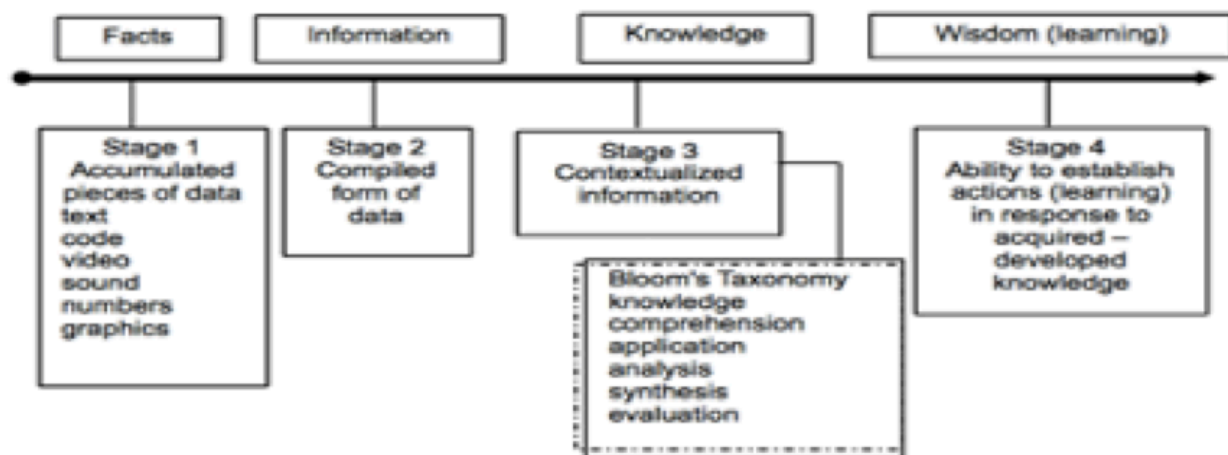 Facts
Information
Knowledge
Wisdom (learning)
Stage 1
Accumulated
pieces of data
text
code
video
sound
numbers
graphics
Stage 2
Compiled
form of
data
Stage 3
Contextualized
information
Bloom's Taxonomy
knowledge
comprehension
application
analysis
synthesis
evaluation
Stage 4
Ability to establish
actions (learning)
in response to
acquired –
developed
knowledge